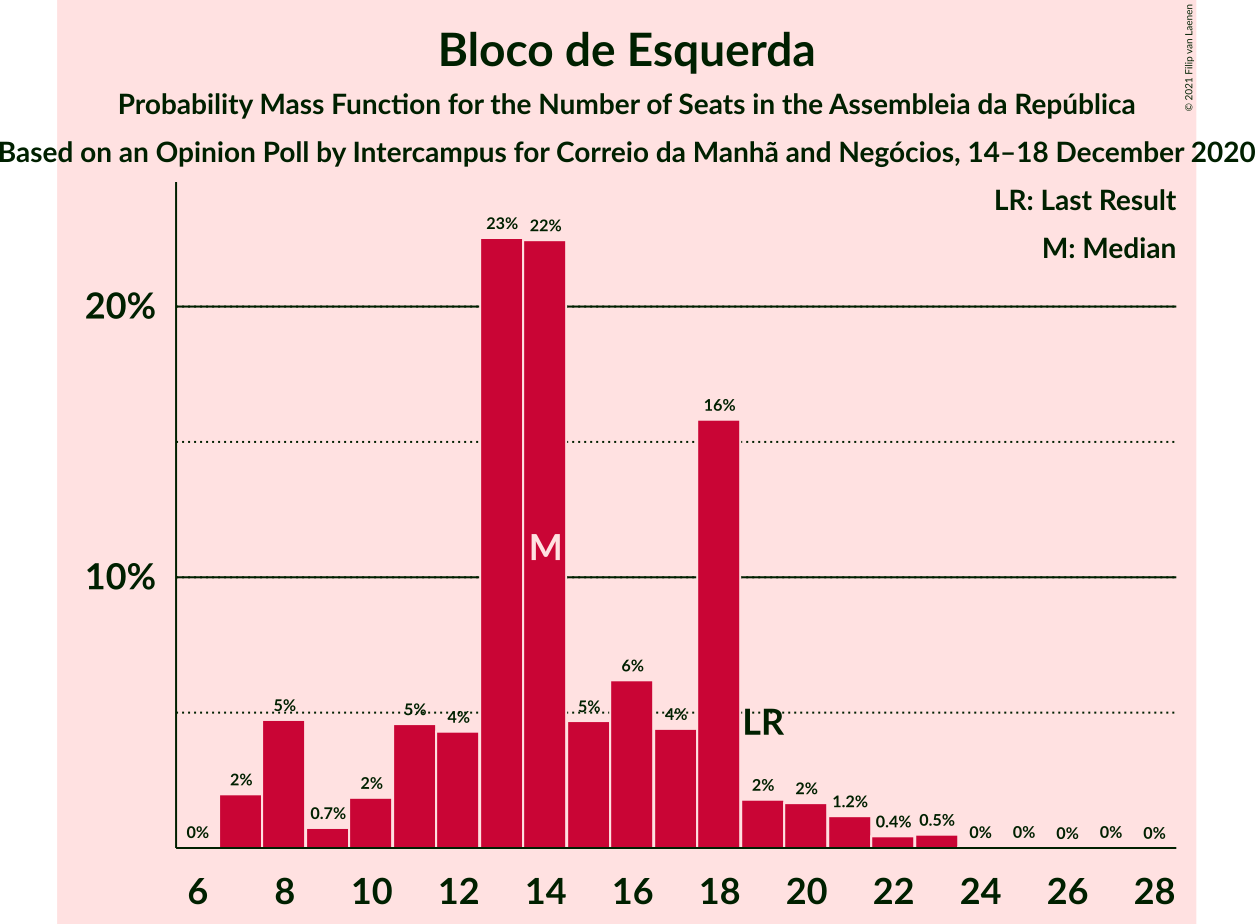 Bloco de Esquerda
Probability Mass Function for the Number of Seats in the Assembleia da República
Based on an Opinion Poll by Intercampus for Correio da Manhã and Negócios, 14–18 December 2020
© 2021 Filip van Laenen
LR: Last Result
M: Median
20%
10%
0%
2%
5%
0.7%
2%
5%
4%
23%
22%
5%
6%
4%
16%
2%
2%
1.2%
0.4%
0.5%
0%
0%
0%
0%
0%
M
LR
6 8 10 12 14 16 18 20 22 24 26 28